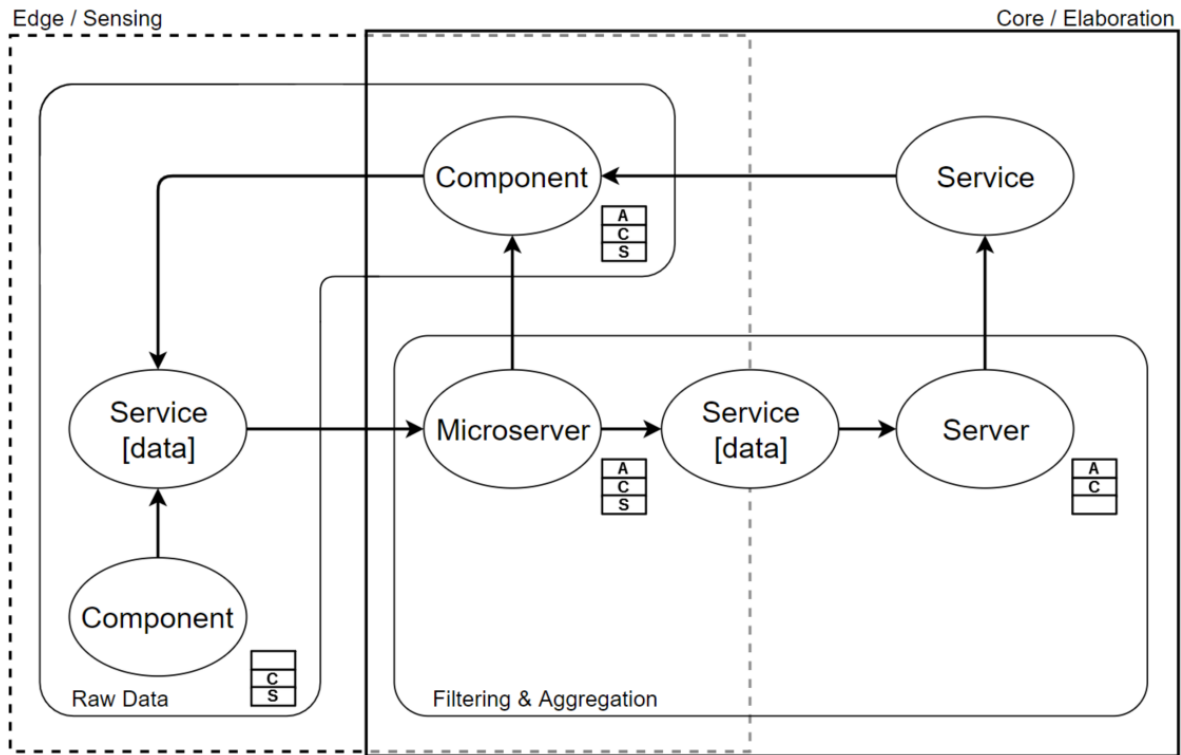 Edge / Sensing
Core / Elaboration
Component
A
C
S
Service
Service
[data]
Microserver
A
C
S
Service
[data]
Server
A
C
Component
C
S
Raw Data
Filtering & Aggregation